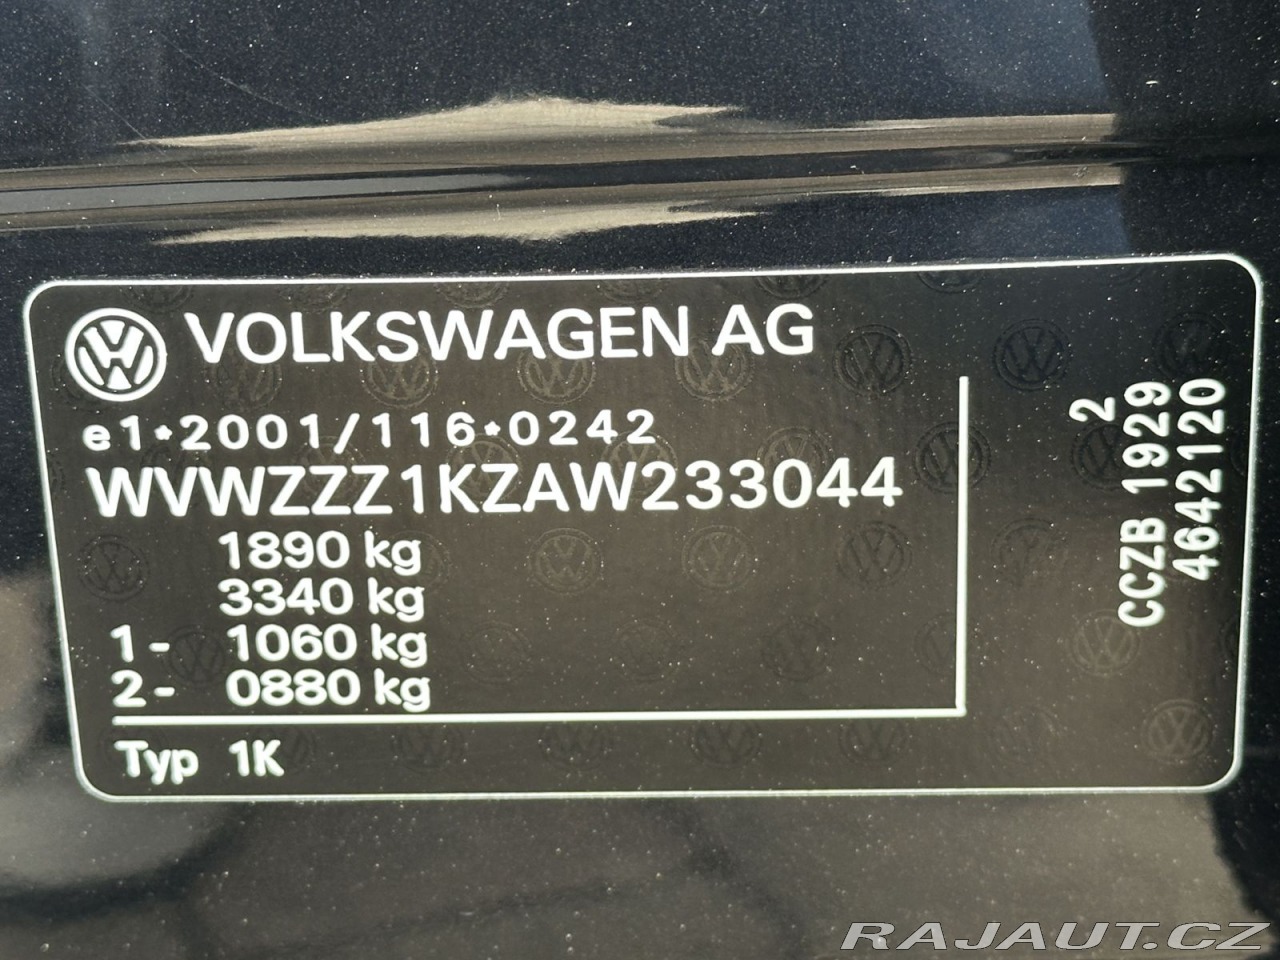 VOLKSWAGEN AG
e1*2001/116*0242
WVWZZZ1KZAW233044
1890 kg
3340 kg
1- 1060 kg
2- 0880 kg
Typ 1K
2
CCZB 1929
4642120
RAJAUT.CZ